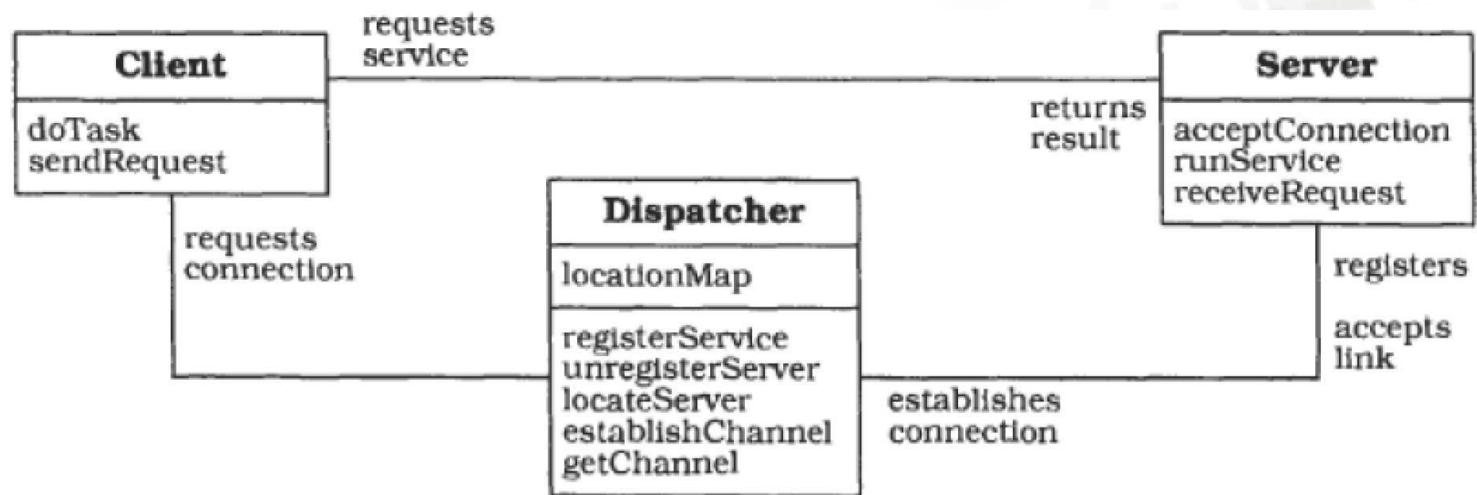 requests
service
Client
doTask
sendRequest
Server
returns
result
acceptConnection
runService
receiveRequest
requests
connection
Dispatcher
locationMap
registerService
unregisterServer
locateServer
establishChannel
getChannel
registers
accepts
link
establishes
connection